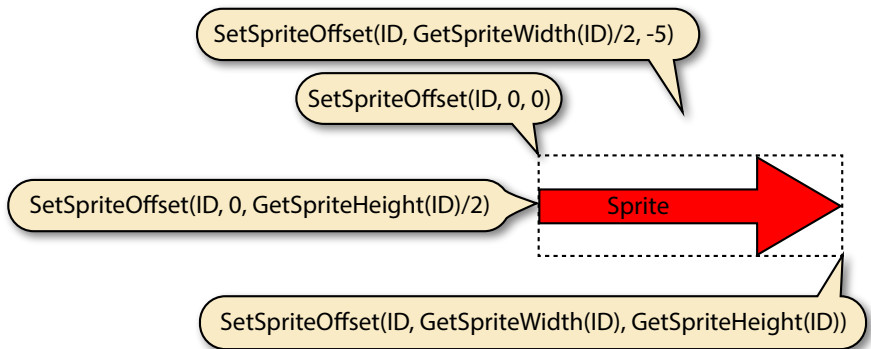 SetSpriteOffset(ID, GetSpriteWidth(ID)/2, -5)
SetSpriteOffset(ID, 0, 0)
SetSpriteOffset(ID, 0, GetSpriteHeight(ID)/2)
Sprite
SetSpriteOffset(ID, GetSpriteWidth(ID), GetSpriteHeight(ID))